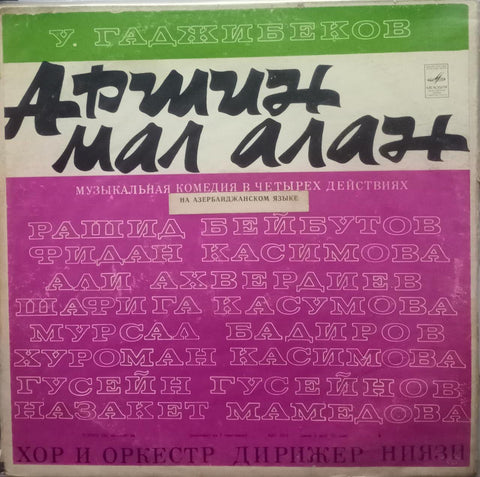 У. ГАДЖИБЕКОВ
Аршин
мал алан
МУЗЫКАЛЬНАЯ КОМЕДИЯ В ЧЕТЫРЕХ ДЕЙСТВИЯХ
НА АЗЕРБАЙДЖАНСКОМ ЯЗЫКЕ
РАШИД БЕЙБУТОВ
ФИДАН КАСИМОВА
АЛИ АХВЕРДИЕВ
ШАФИГА КАСУМОВА
МУРСАЛ БАДИРОВ
ХУРОМАН КАСИМОВА
ГУСЕЙН ГУСЕЙНОВ
НАЗАКЕТ МАМЕДОВА
ХОР И ОРКЕСТР ДИРИЖЕР НИЯЗИ